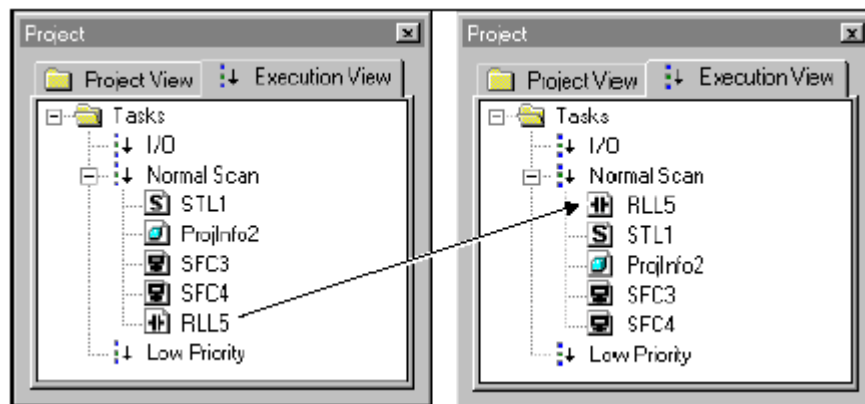 Project
Project View Execution View
Tasks
I/O
Normal Scan
STL1
ProjInfo2
SFC3
SFC4
RLL5
Low Priority
Project
Project View Execution View
Tasks
I/O
Normal Scan
RLL5
STL1
ProjInfo2
SFC3
SFC4
Low Priority